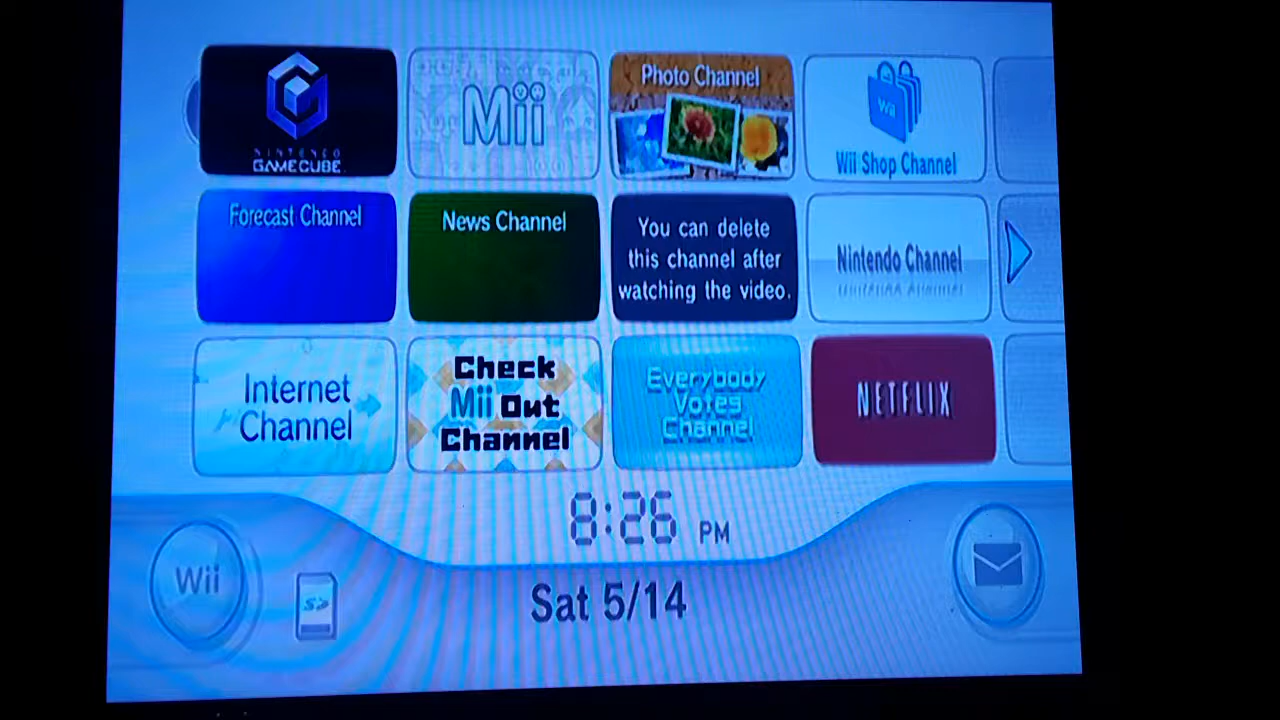 NINTENDO
GAMECUBE
Mii
Photo Channel
Wii
Wii Shop Channel
Forecast Channel
News Channel
You can delete
this channel after
watching the video.
Nintendo Channel
Internet
Channel
Check
Mii Out
Channel
Everybody
Votes
Channel
NETFLIX
8:26 PM
Wii
SD
Sat 5/14